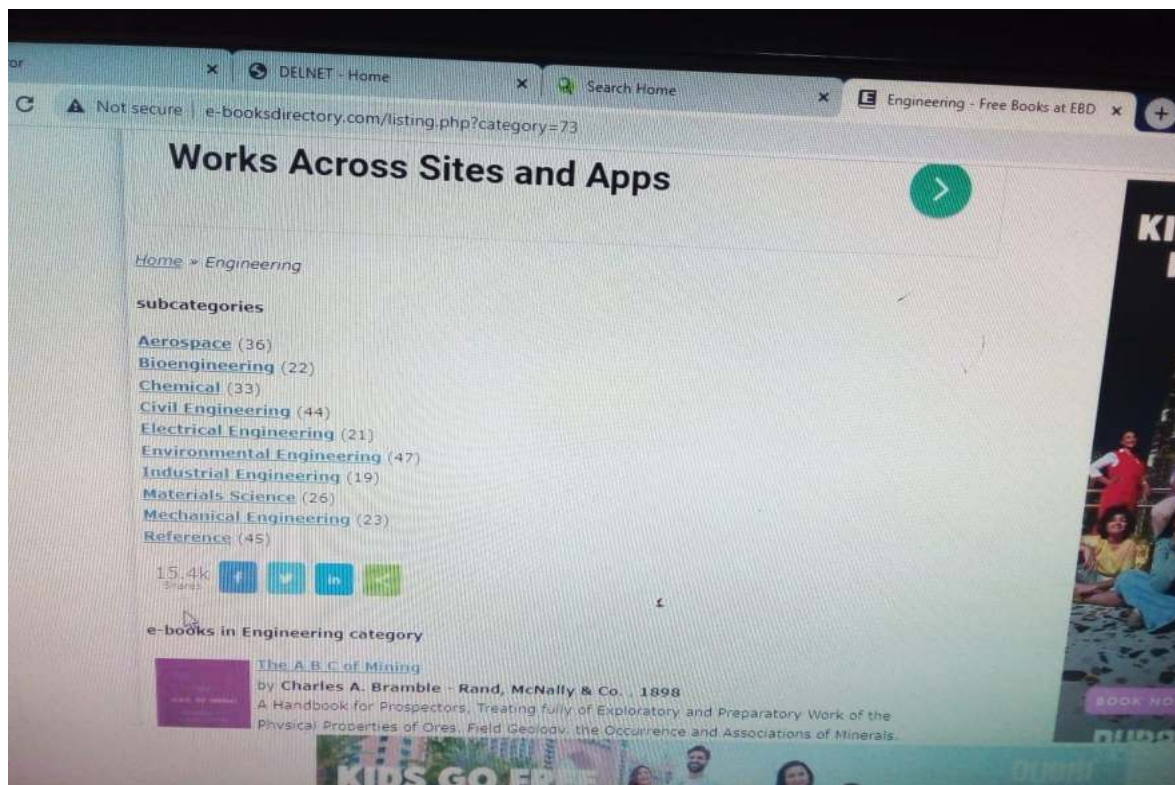 or
DELNET - Home
Search Home
Engineering - Free Books at EBD
Not secure | e-booksdirectory.com/listing.php?category=73
Works Across Sites and Apps
Home » Engineering
subcategories
Aerospace (36)
Bioengineering (22)
Chemical (33)
Civil Engineering (44)
Electrical Engineering (21)
Environmental Engineering (47)
Industrial Engineering (19)
Materials Science (26)
Mechanical Engineering (23)
Reference (45)
15.4k
Shares
in
e-books in Engineering category
The A B C of Mining
by Charles A. Bramble - Rand, McNally & Co. , 1898
A Handbook for Prospectors, Treating fully of Exploratory and Preparatory Work of the
Physical Properties of Ores, Field Geology, the Occurrence and Associations of Minerals.
KI
BOOK NO
KIDS GO FREE
DUBAI